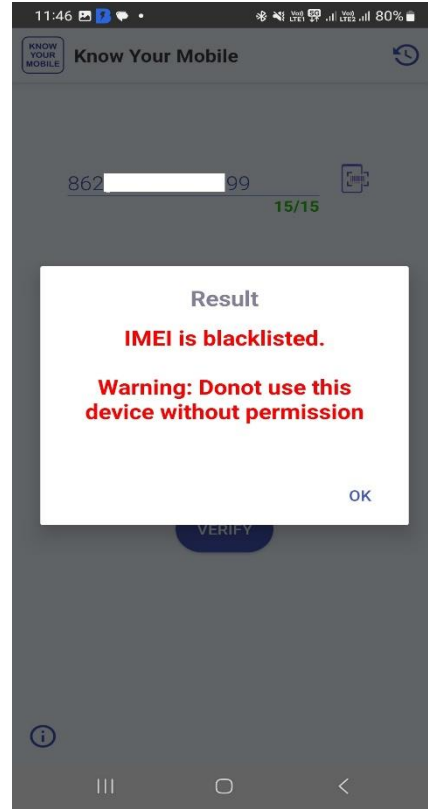 11:46 80%
KNOW
YOUR
MOBILE
Know Your Mobile
862 99
15/15
Result
IMEI is blacklisted.
Warning: Donot use this
device without permission
OK
VERIFY